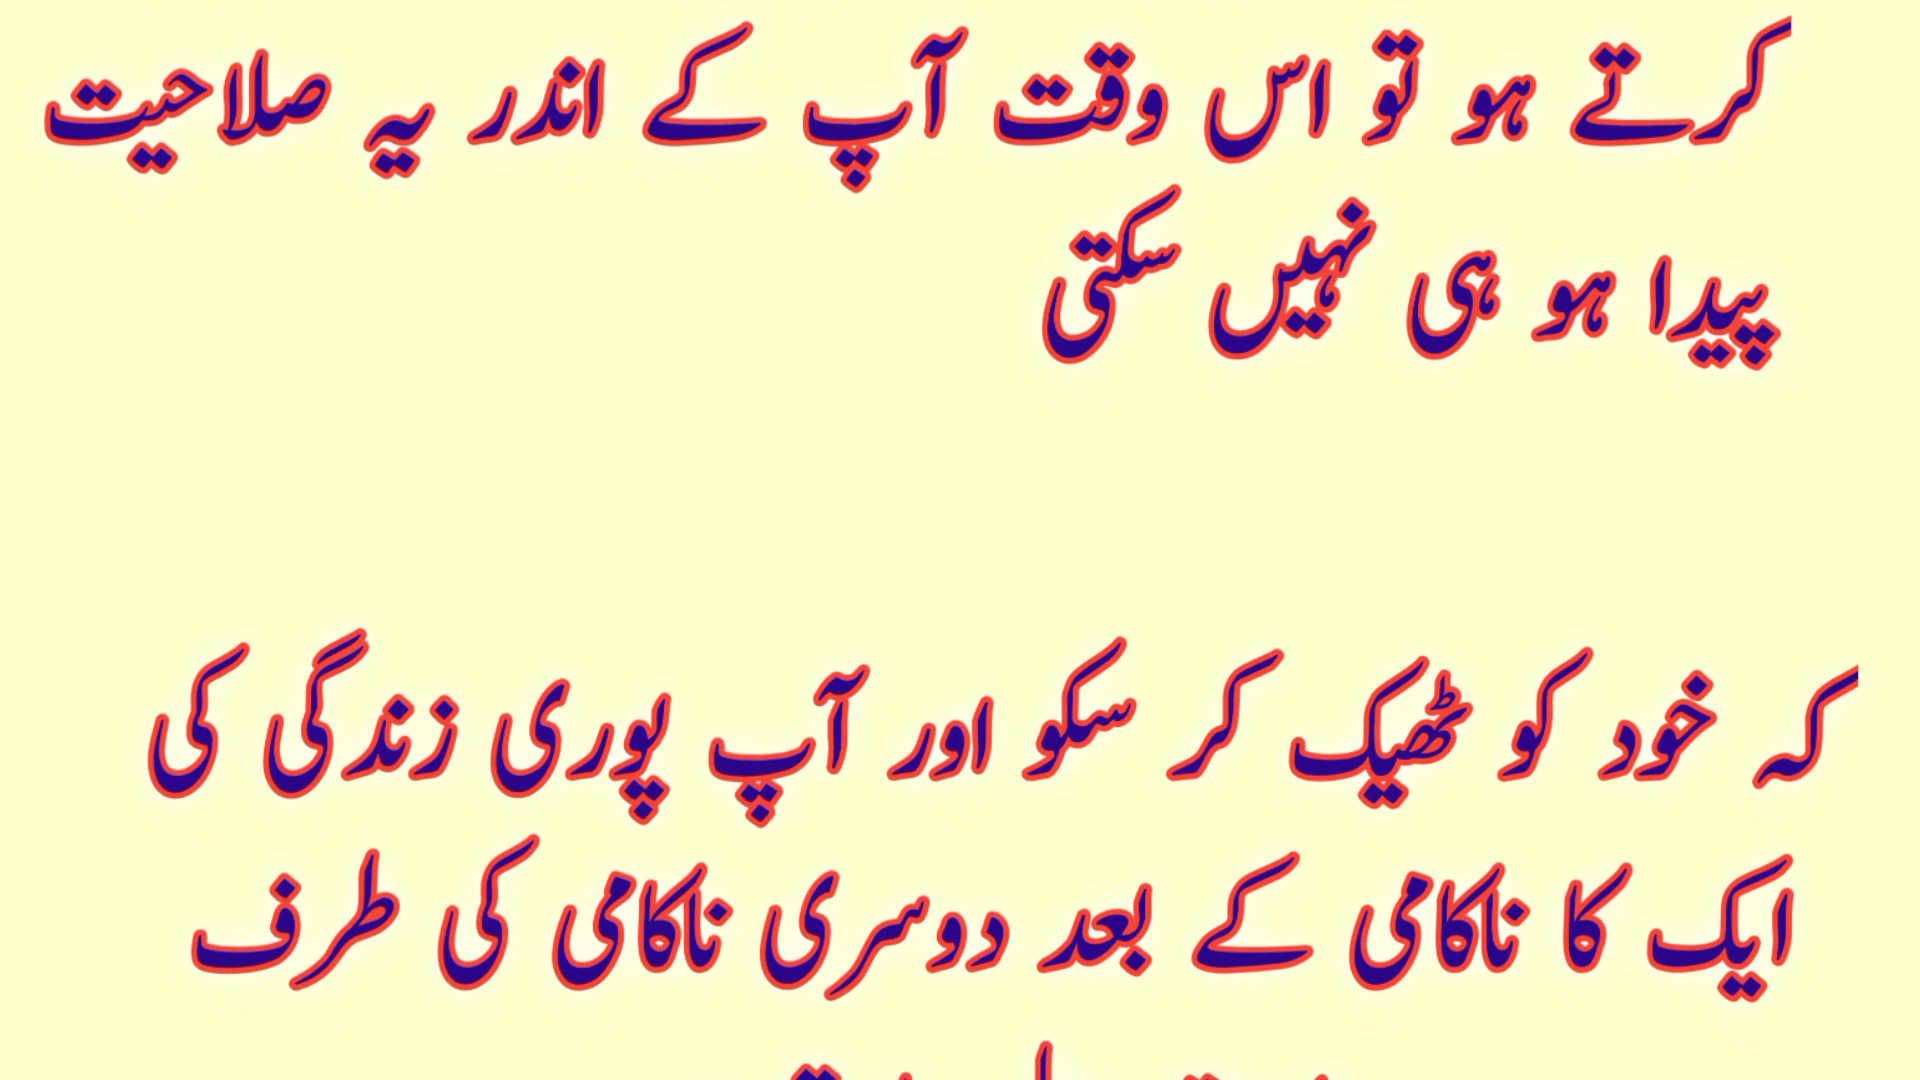 کرتے ہو تو اس وقت آپ کے اندر یہ صلاحیت
پیدا ہو ہی نہیں سکتی
کہ خود کو ٹھیک کر سکو اور آپ پوری زندگی کی
ایک کا ناکامی کے بعد دوسری ناکامی کی طرف